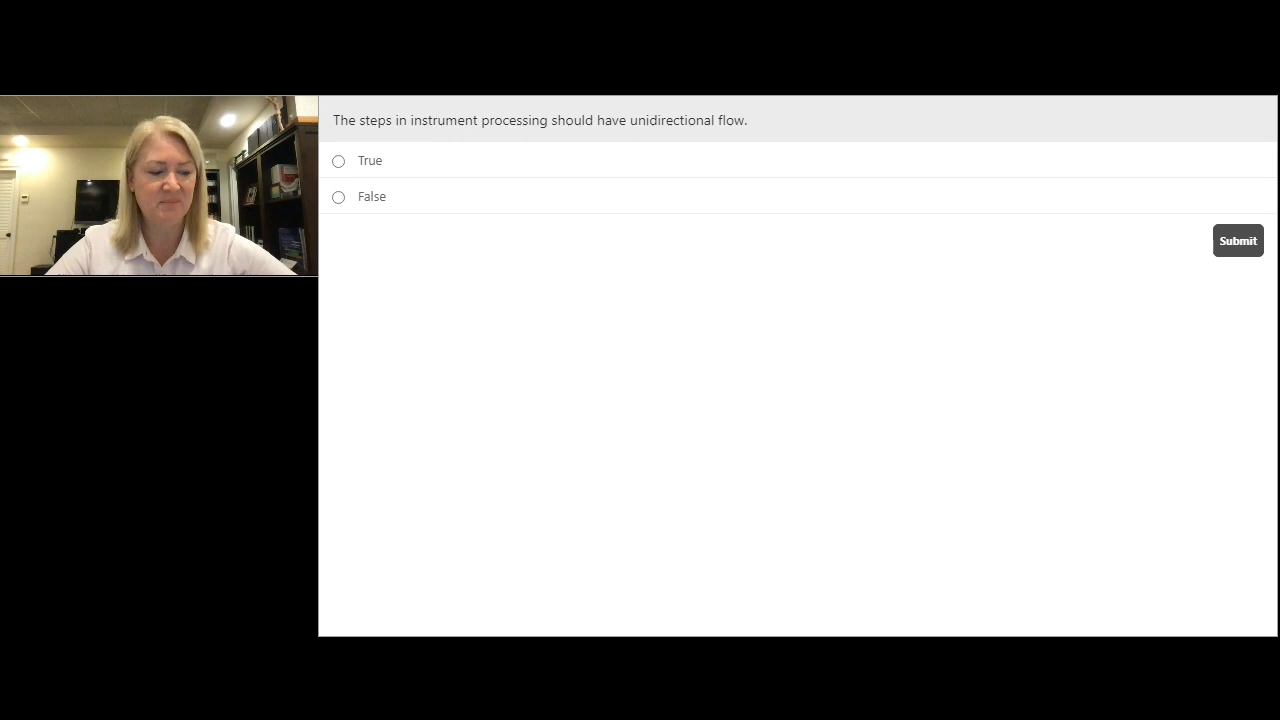 The steps in instrument processing should have unidirectional flow.
True
False
Submit